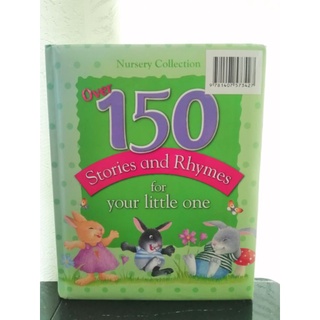 Nursery Collection
Over
150
Stories and Rhymes
for
your little one